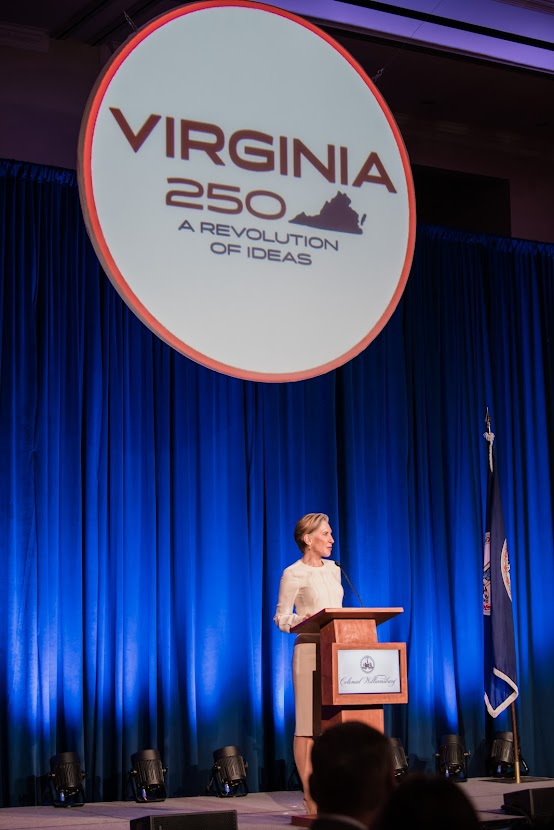 VIRGINIA
250
A REVOLUTION
OF IDEAS
Colonial Williamsburg